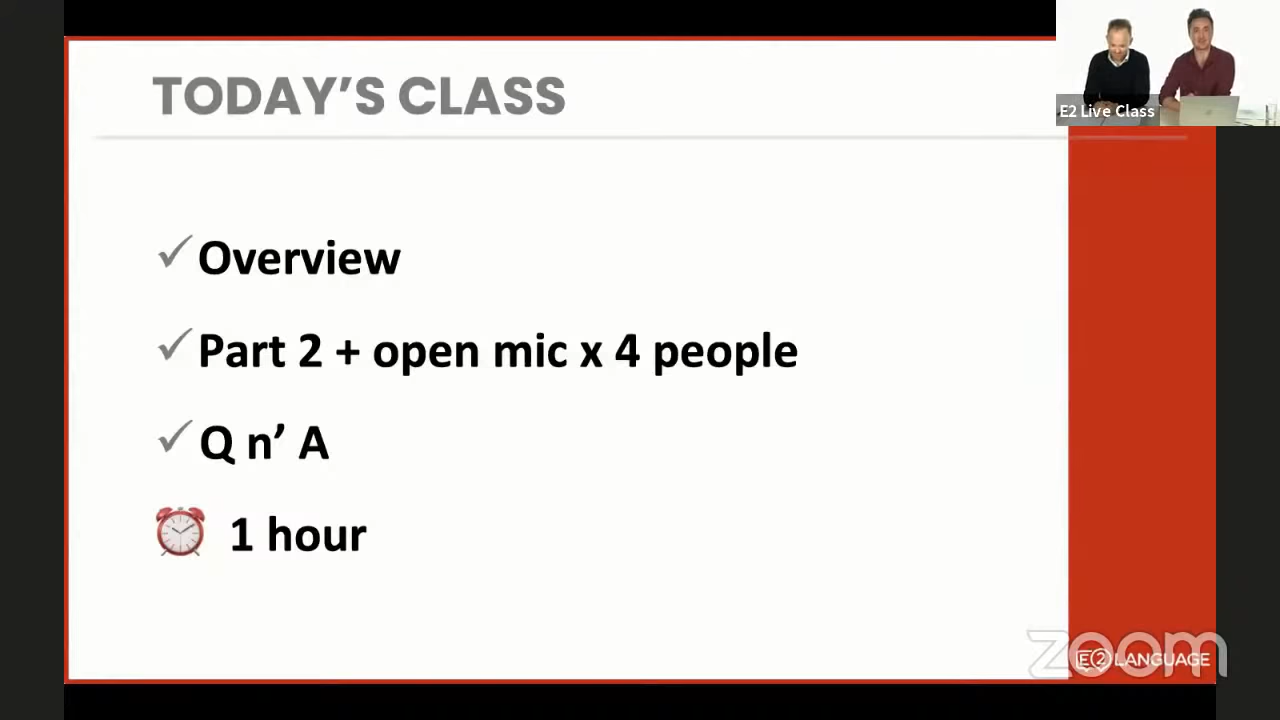 TODAY'S CLASS
E2 Live Class
Overview
Part 2 + open mic x 4 people
Q n’ A
1 hour
zoom
E2 LANGUAGE